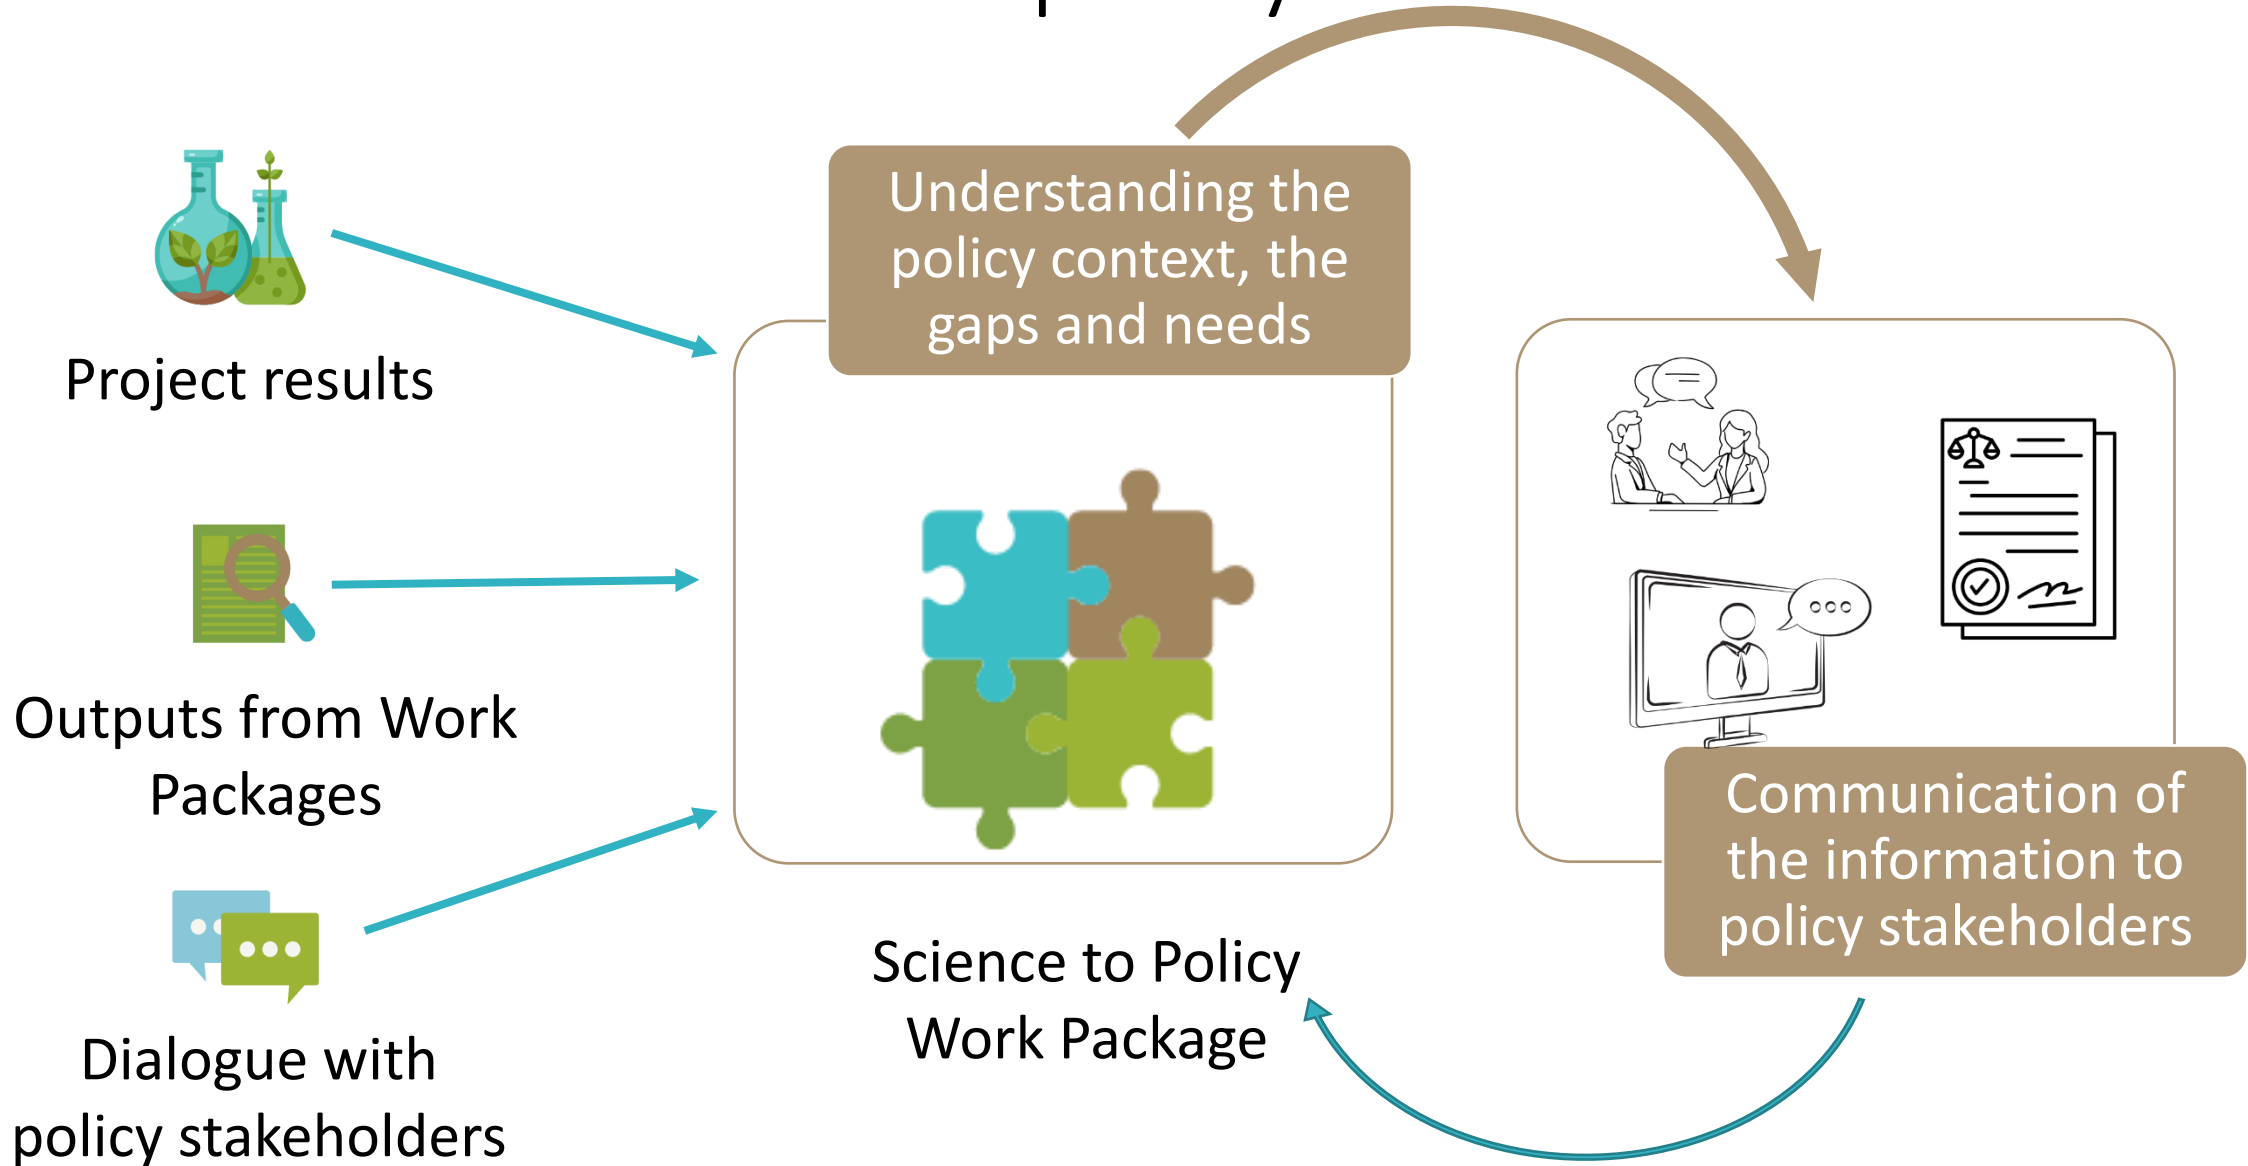 Project results
Outputs from Work
Packages
Dialogue with
policy stakeholders
Understanding the
policy context, the
gaps and needs
Science to Policy
Work Package
Communication of
the information to
policy stakeholders